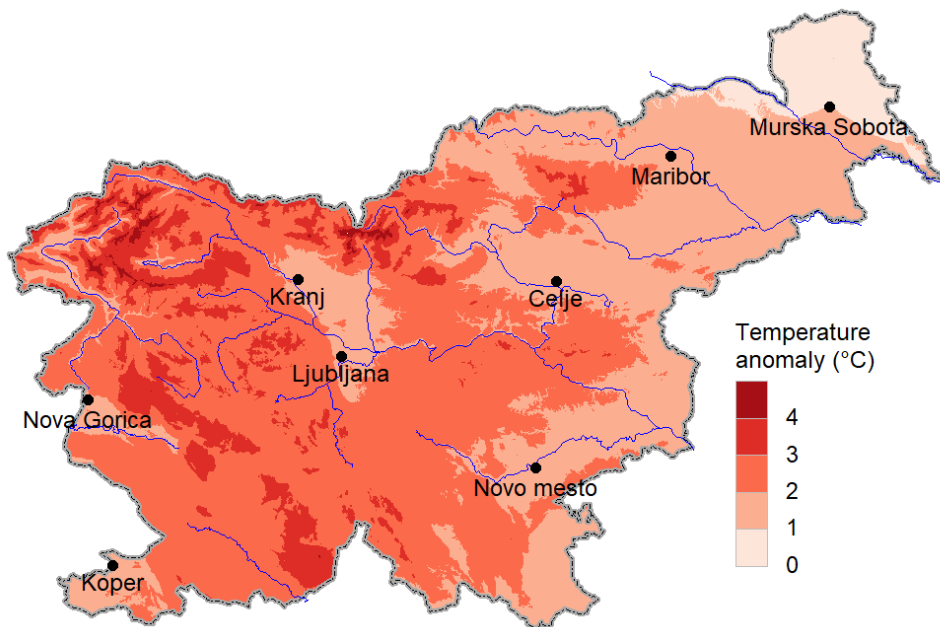 Murska Sobota
Maribor
Kranj
Celje
Ljubljana
Nova Gorica
Novo mesto
Koper
Temperature
anomaly (°C)
4
3
2
1
0